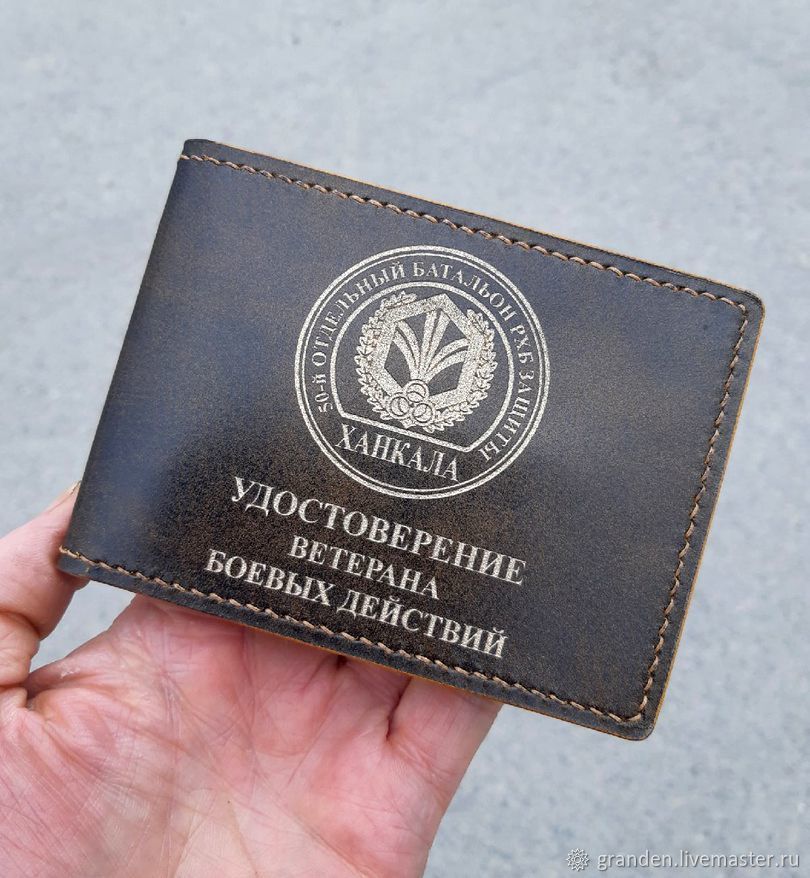 50-й ОТДЕЛЬНЫЙ БАТАЛЬОН РХБ ЗАЩИТЫ
ХАНКАЛА
УДОСТОВЕРЕНИЕ
ВЕТЕРАНА
БОЕВЫХ ДЕЙСТВИЙ
granden.livemaster.ru